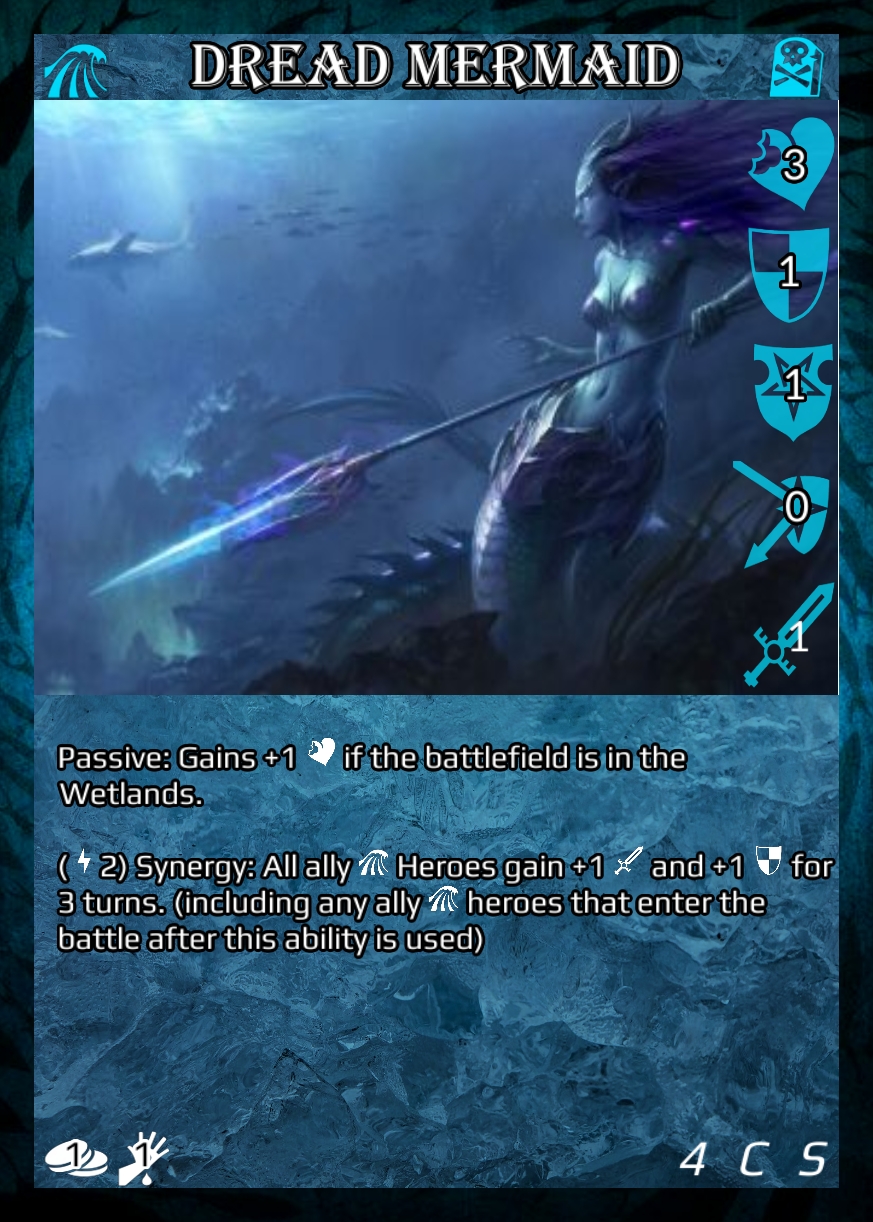 DREAD MERMAID
3
1
1
0
1
Passive: Gains +1 if the battlefield is in the
Wetlands.
( 2) Synergy: All ally Heroes gain +1 and +1 for
3 turns. (including any ally heroes that enter the
battle after this ability is used)
1 1
4 C S